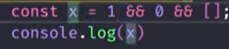 const x = 1 && 0 && [];
console.log(x)